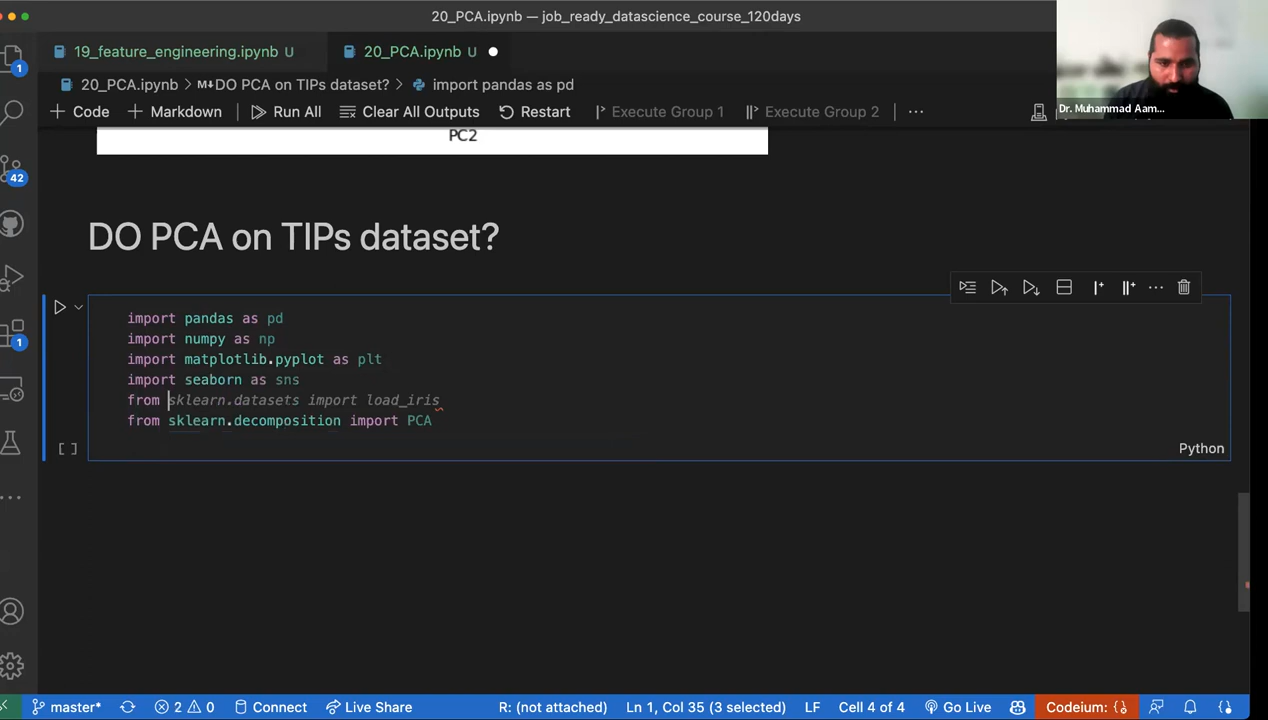 20_PCA.ipynb — job_ready_datascience_course_120days
19_feature_engineering.ipynb U
20_PCA.ipynb U
20_PCA.ipynb > M↓DO PCA on TIPs dataset? > import pandas as pd
Dr. Muhammad Aam...
+ Code + Markdown Run All Clear All Outputs Restart Execute Group 1 Execute Group 2 ...
1
PC2
42
DO PCA on TIPs dataset?
import pandas as pd
import numpy as np
import matplotlib.pyplot as plt
1
import seaborn as sns
from sklearn.datasets import load_iris
from sklearn.decomposition import PCA
[ ]
Python
master* 2 0 Connect Live Share R: (not attached) Ln 1, Col 35 (3 selected) LF Cell 4 of 4 Go Live Codeium: {;}